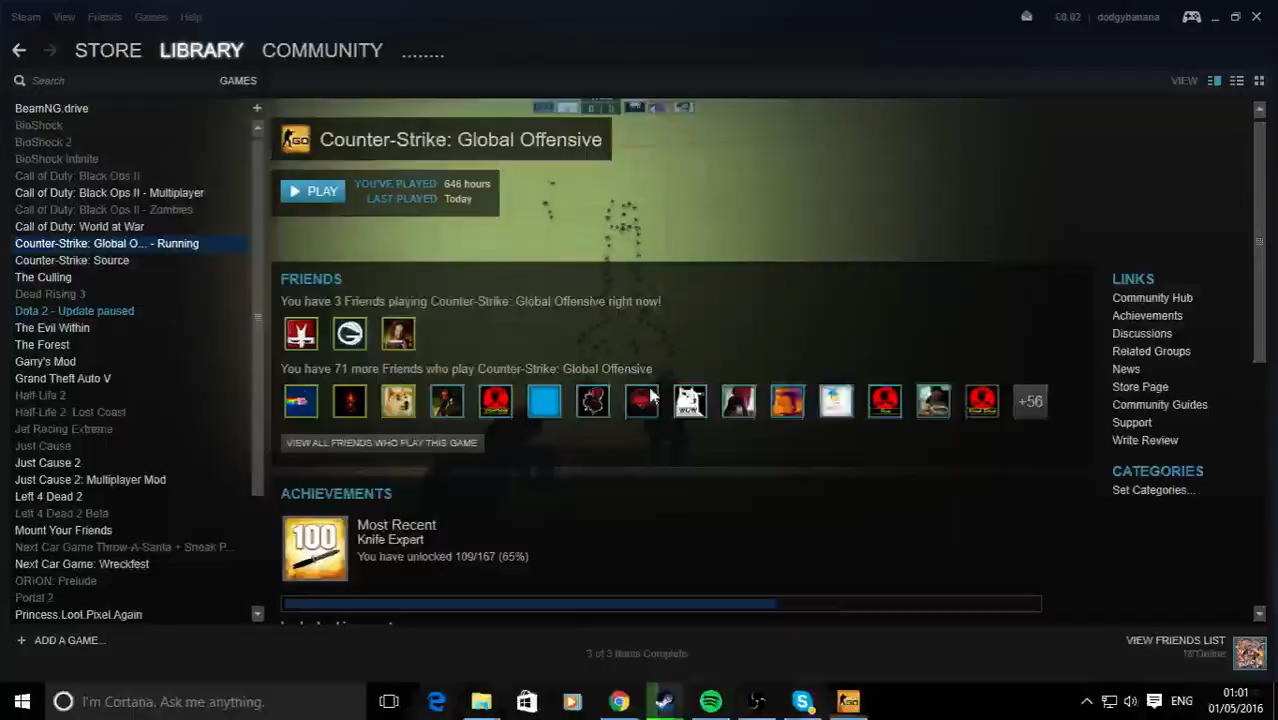 Steam View Friends Games Help
£0.02 dodgybanana
STORE LIBRARY COMMUNITY ........
Search GAMES
VIEW
BeamNG.drive
BioShock
BioShock 2
BioShock Infinite
Call of Duty: Black Ops II
Call of Duty: Black Ops II - Multiplayer
Call of Duty: Black Ops II - Zombies
Call of Duty: World at War
Counter-Strike: Global O... - Running
Counter-Strike: Source
The Culling
Dead Rising 3
Dota 2 - Update paused
The Evil Within
The Forest
Garry's Mod
Grand Theft Auto V
Half-Life 2
Half-Life 2: Lost Coast
Jet Racing Extreme
Just Cause
Just Cause 2
Just Cause 2: Multiplayer Mod
Left 4 Dead 2
Left 4 Dead 2 Beta
Mount Your Friends
Next Car Game Throw-A-Santa + Sneak P...
Next Car Game: Wreckfest
ORION: Prelude
Portal 2
Princess.Loot.Pixel.Again
+ ADD A GAME...
GO Counter-Strike: Global Offensive
PLAY
YOU'VE PLAYED 646 hours
LAST PLAYED Today
FRIENDS
You have 3 Friends playing Counter-Strike: Global Offensive right now!
You have 71 more Friends who play Counter-Strike: Global Offensive
WOW
+56
VIEW ALL FRIENDS WHO PLAY THIS GAME
ACHIEVEMENTS
100
Most Recent
Knife Expert
You have unlocked 109/167 (65%)
LINKS
Community Hub
Achievements
Discussions
Related Groups
News
Store Page
Community Guides
Support
Write Review
CATEGORIES
Set Categories...
3 of 3 Items Complete
VIEW FRIENDS LIST
Online
I'm Cortana. Ask me anything.
ENG
01:01
01/05/2016